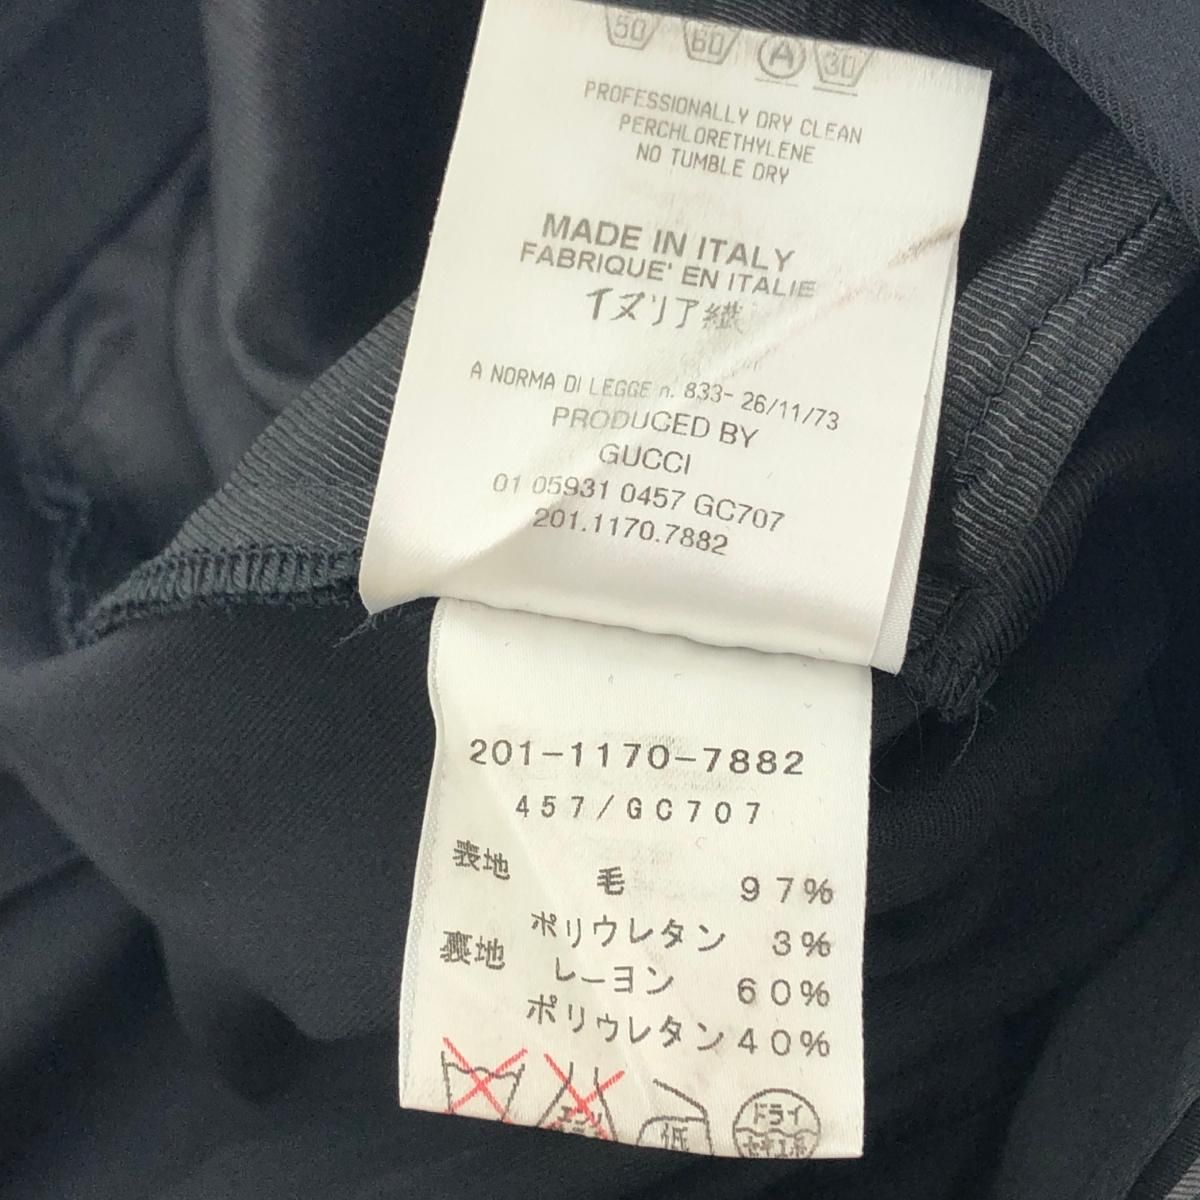 50 60 A 30
PROFESSIONALLY DRY CLEAN
PERCHLORETHYLENE
NO TUMBLE DRY
MADE IN ITALY
FABRIQUE' EN ITALIE
イヌリア繊
A NORMA DI LEGGE n. 833- 26/11/73
PRODUCED BY
GUCCI
01 05931 0457 GC707
201.1170.7882
201-1170-7882
457/GC707
表地 毛 97%
ポリウレタン 3%
裏地 レーヨン 60%
ポリウレタン 40%
低 ドライ